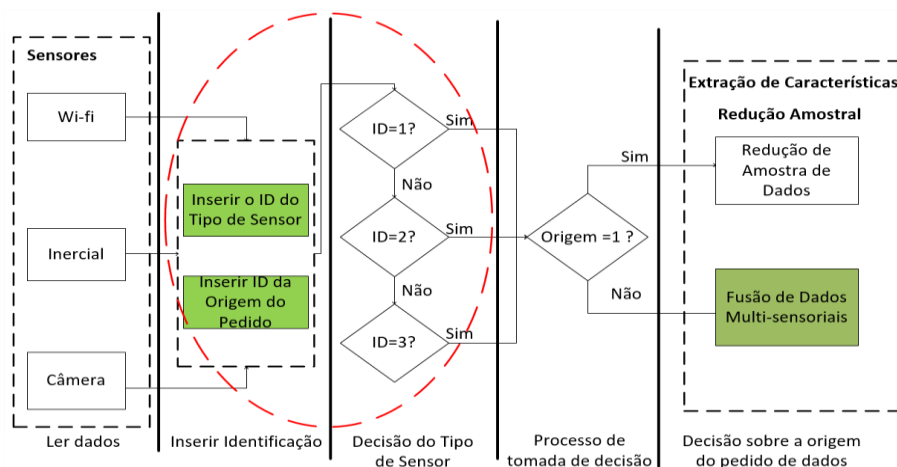 Sensores
Wi-fi
Inercial
Câmera
Ler dados
Inserir o ID do
Tipo de Sensor
Inserir ID da
Origem do
Pedido
Inserir Identificação
ID=1?
Sim
Não
ID=2?
Sim
Não
ID=3?
Sim
Decisão do Tipo
de Sensor
Origem =1 ?
Sim
Não
Processo de
tomada de decisão
Extração de Características
Redução Amostral
Redução de
Amostra de
Dados
Fusão de Dados
Multi-sensoriais
Decisão sobre a origem
do pedido de dados